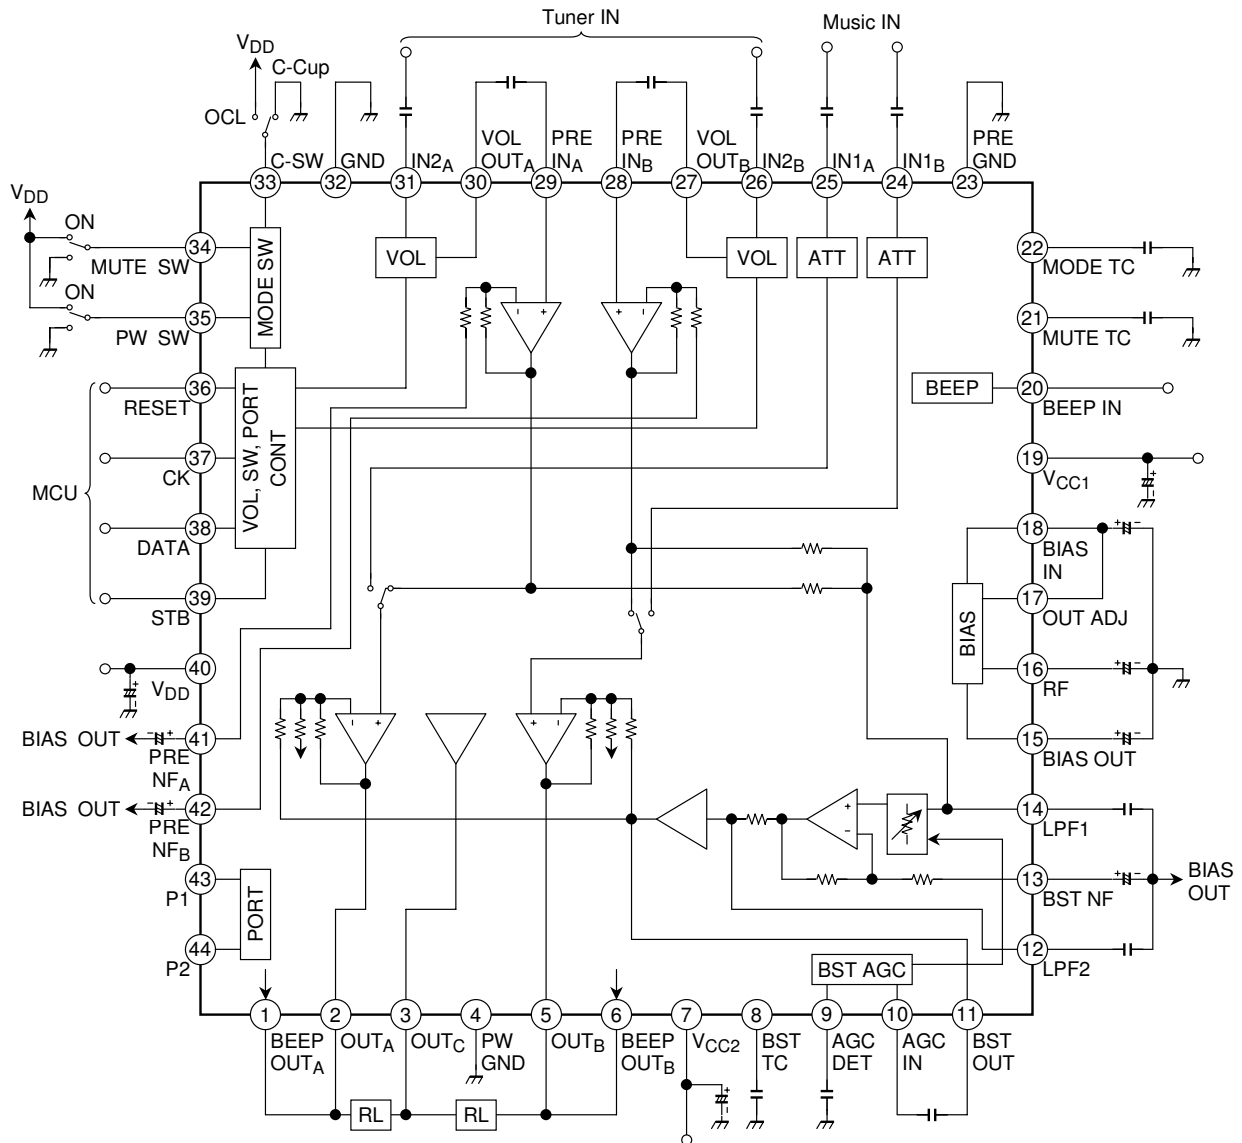 Tuner IN
Music IN
VDD
C-Cup
OCL
C-SW
GND
IN2A
VOL OUTA
PRE INA
PRE INB
VOL OUTB
IN2B
IN1A
IN1B
PRE GND
33
32
31
30
29
28
27
26
25
24
23
VDD
ON
MUTE SW
34
ON
PW SW
35
MODE SW
VOL
VOL
ATT
ATT
22
MODE TC
21
MUTE TC
MCU
36
RESET
37
CK
38
DATA
39
STB
VOL, SW, PORT CONT
BEEP
20
BEEP IN
19
VCC1
18
BIAS IN
17
OUT ADJ
BIAS
16
RF
15
BIAS OUT
40
VDD
BIAS OUT
41
PRE NFA
BIAS OUT
42
PRE NFB
43
P1
PORT
44
P2
14
LPF1
13
BST NF
BIAS OUT
12
LPF2
BST AGC
1
2
3
4
5
6
7
8
9
10
11
BEEP OUTA
OUTA
OUTC
PW GND
OUTB
BEEP OUTB
VCC2
BST TC
AGC DET
AGC IN
BST OUT
RL
RL